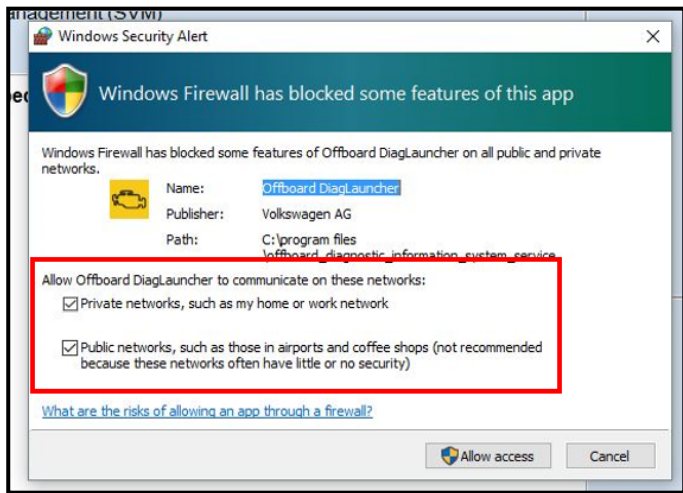 anagement (SVM)
Windows Security Alert
Windows Firewall has blocked some features of this app
Windows Firewall has blocked some features of Offboard DiagLauncher on all public and private
networks.
Name: Offboard DiagLauncher
Publisher: Volkswagen AG
Path: C:\program files
\offboard_diagnostic_information_system_service
Allow Offboard DiagLauncher to communicate on these networks:
Private networks, such as my home or work network
Public networks, such as those in airports and coffee shops (not recommended
because these networks often have little or no security)
What are the risks of allowing an app through a firewall?
Allow access Cancel